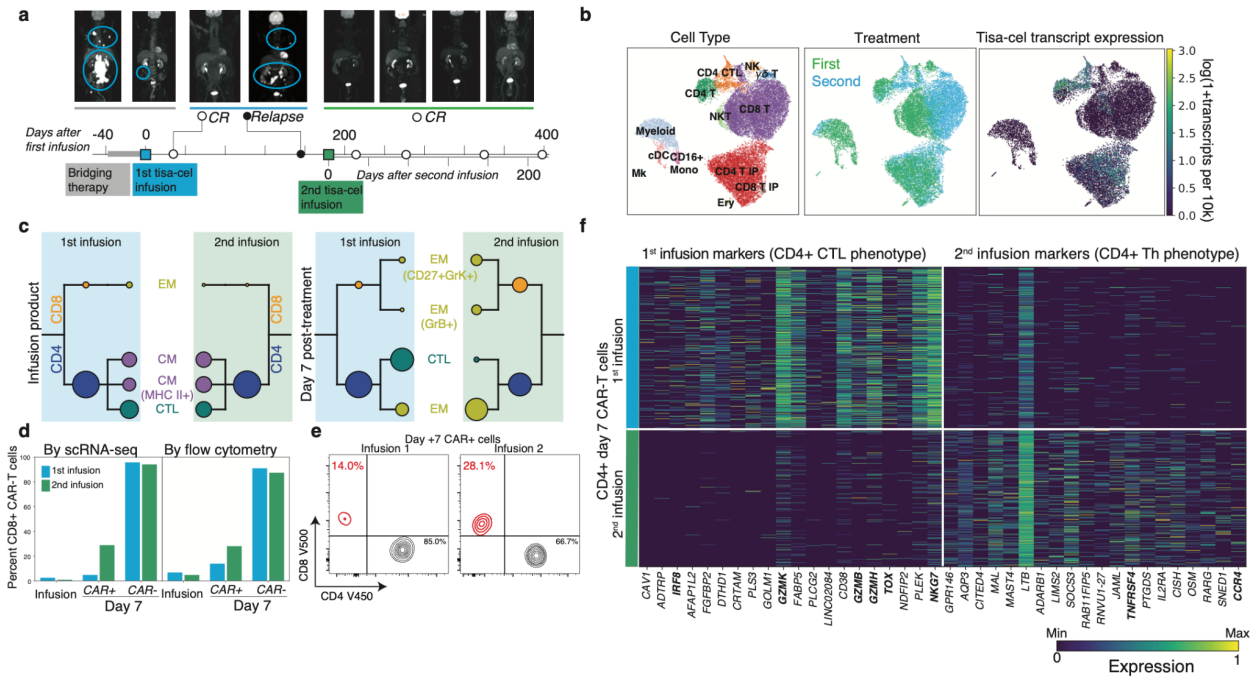 a
CR
Relapse
CR
Days after
first infusion
-40
0
200
400
Bridging
therapy
1st tisa-cel
infusion
0
Days after second infusion
200
2nd tisa-cel
infusion
b
Cell Type
Treatment
Tisa-cel transcript expression
CD4 CTL
NK
γδ T
CD4 T
CD8 T
NKT
Myeloid
cDC
CD16+
Mono
Mk
CD4 T IP
CD8 T IP
Ery
First
Second
3.0
2.5
2.0
1.5
1.0
0.5
0.0
log(1+transcripts per 10k)
c
1st infusion
2nd infusion
Infusion product
CD8
CD4
EM
CM
CM
(MHC II+)
CTL
1st infusion
2nd infusion
Day 7 post-treatment
EM
(CD27+GrK+)
EM
(GrB+)
CTL
EM
d
By scRNA-seq
By flow cytometry
Percent CD8+ CAR-T cells
100
80
60
40
20
0
1st infusion
2nd infusion
Infusion
CAR+
CAR-
Day 7
Infusion
CAR+
CAR-
Day 7
e
Day +7 CAR+ cells
Infusion 1
Infusion 2
14.0%
85.0%
28.1%
66.7%
CD8 V500
CD4 V450
f
1st infusion markers (CD4+ CTL phenotype)
2nd infusion markers (CD4+ Th phenotype)
CD4+ day 7 CAR-T cells
1st infusion
2nd infusion
CAV1
ADTRP
IRF8
AFAP1L2
FGFBP2
DTHD1
CRTAM
PLS3
GOLM1
GZMK
FABP5
PLCG2
LINC02084
CD38
GZMB
GZMH
TOX
NDFIP2
PLEK
NKG7
GPR146
AQP3
CITED4
MAL
MAST4
LTB
ADARB1
LIMS2
SOCS3
RAB11FIP5
RNVU1-27
JAML
TNFRSF4
PTGDS
IL2RA
CISH
OSM
RARG
SNED1
CCR4
Min
Max
0
1
Expression